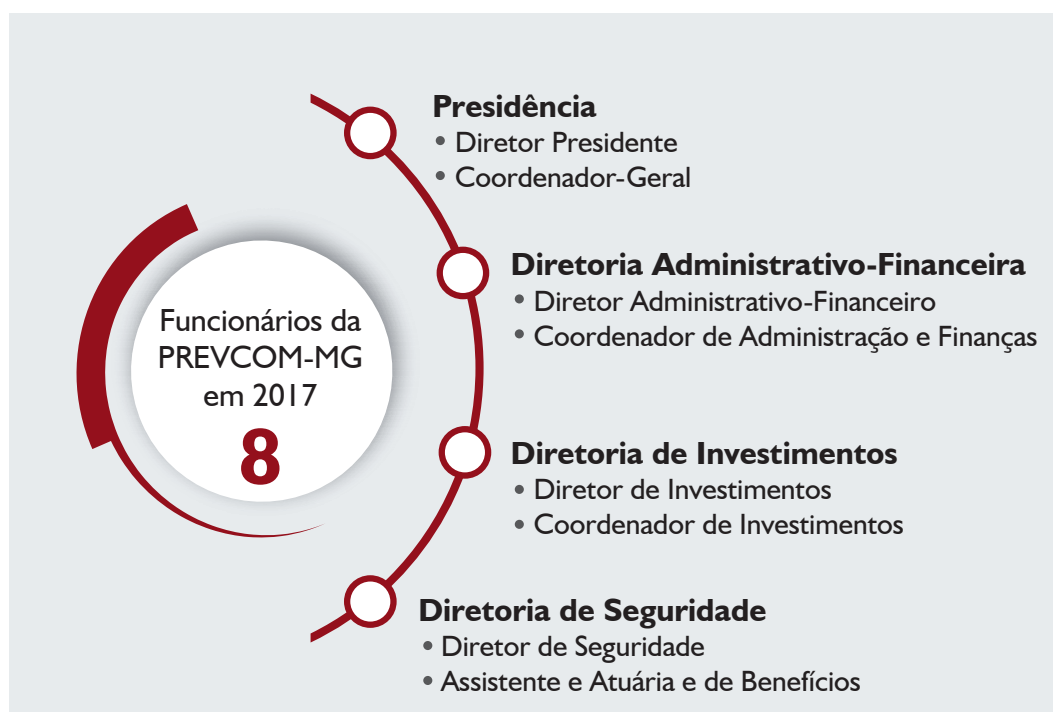 Funcionários da
PREVCOM-MG
em 2017
8
Presidência
• Diretor Presidente
• Coordenador-Geral
Diretoria Administrativo-Financeira
• Diretor Administrativo-Financeiro
• Coordenador de Administração e Finanças
Diretoria de Investimentos
• Diretor de Investimentos
• Coordenador de Investimentos
Diretoria de Seguridade
• Diretor de Seguridade
• Assistente e Atuária e de Benefícios